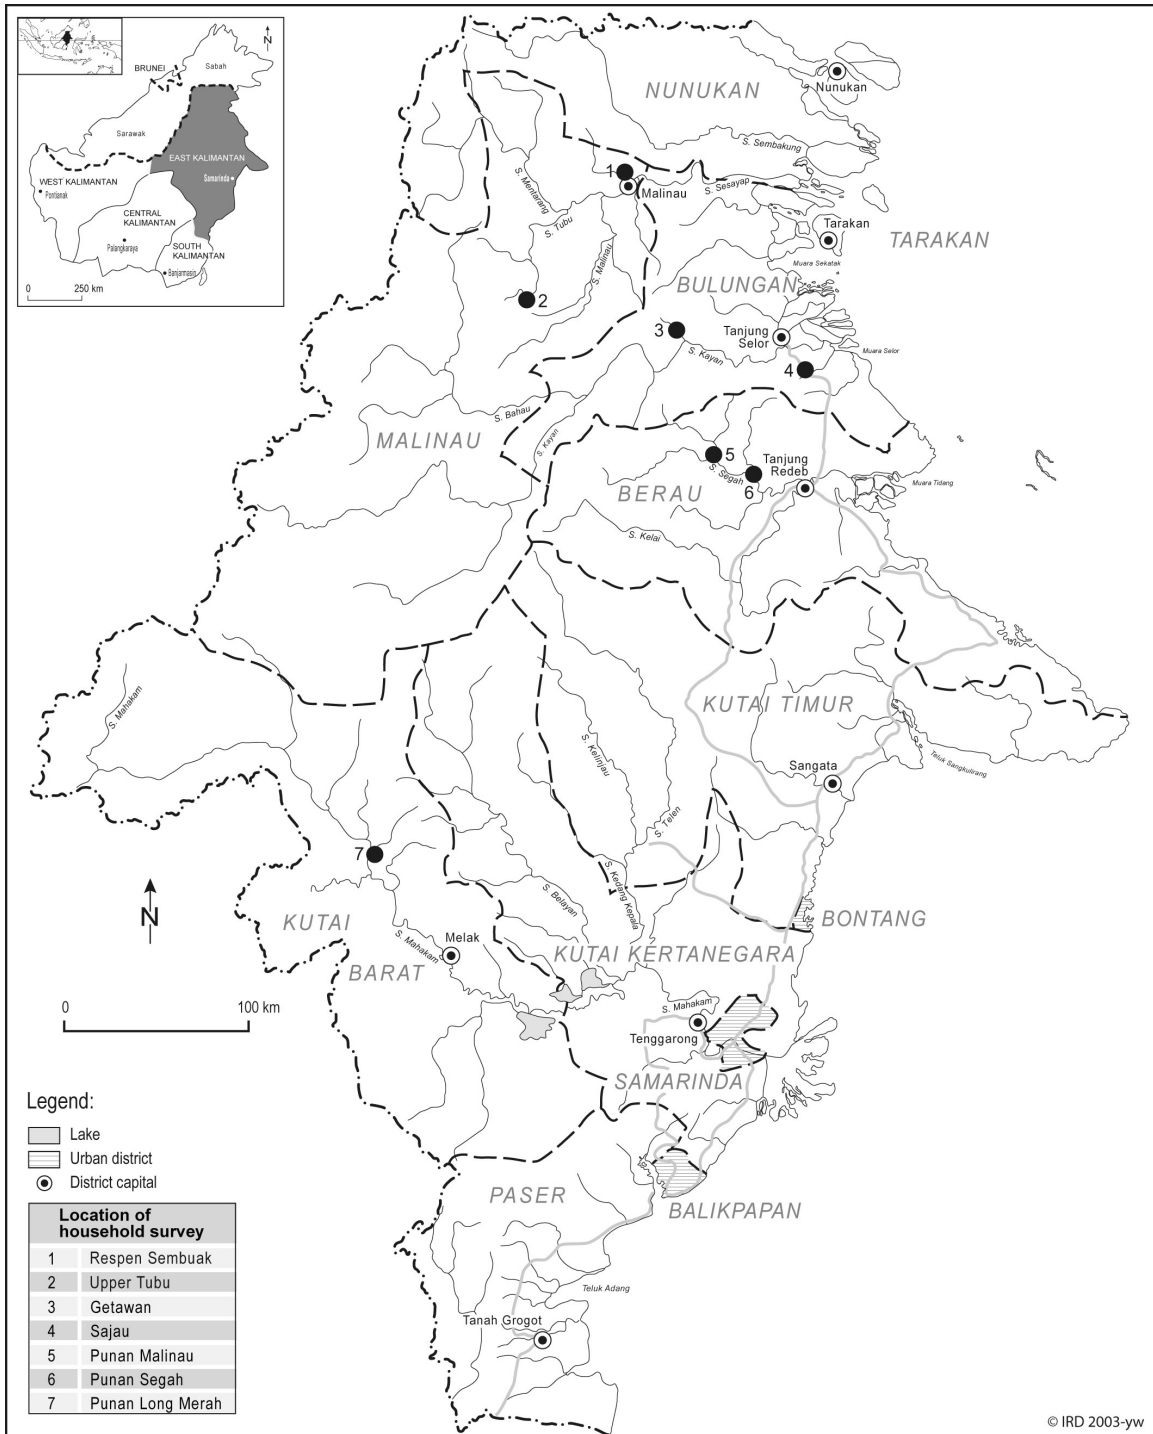 N
BRUNEI
Sabah
Sarawak
EAST KALIMANTAN
Samarinda
WEST KALIMANTAN
Pontianak
CENTRAL
KALIMANTAN
Palangkaraya
SOUTH
KALIMANTAN
Banjarmasin
0 250 km
NUNUKAN
Nunukan
S. Sembakung
1
Malinau
S. Sesayap
S. Mentarang
S. Tubu
S. Malinau
Tarakan
TARAKAN
Muara Sekatak
BULUNGAN
2
3
Tanjung
Selor
S. Kayan
Muara Selor
4
S. Bahau
MALINAU
S. Kayan
5
S. Segah
6
Tanjung
Redeb
BERAU
Muara Tidang
S. Kelai
S. Mahakam
KUTAI TIMUR
S. Kelinjau
Teluk Sangkulirang
Sangata
S. Telen
7
S. Kedang Kepala
S. Belayan
N
KUTAI
BARAT
BONTANG
S. Mahakam
Melak
KUTAI KERTANEGARA
0 100 km
S. Mahakam
Tenggarong
SAMARINDA
PASER
BALIKPAPAN
Teluk Adang
Tanah Grogot
Legend:
Lake
Urban district
District capital
Location of
household survey
1 Respen Sembuak
2 Upper Tubu
3 Getawan
4 Sajau
5 Punan Malinau
6 Punan Segah
7 Punan Long Merah
© IRD 2003-yw